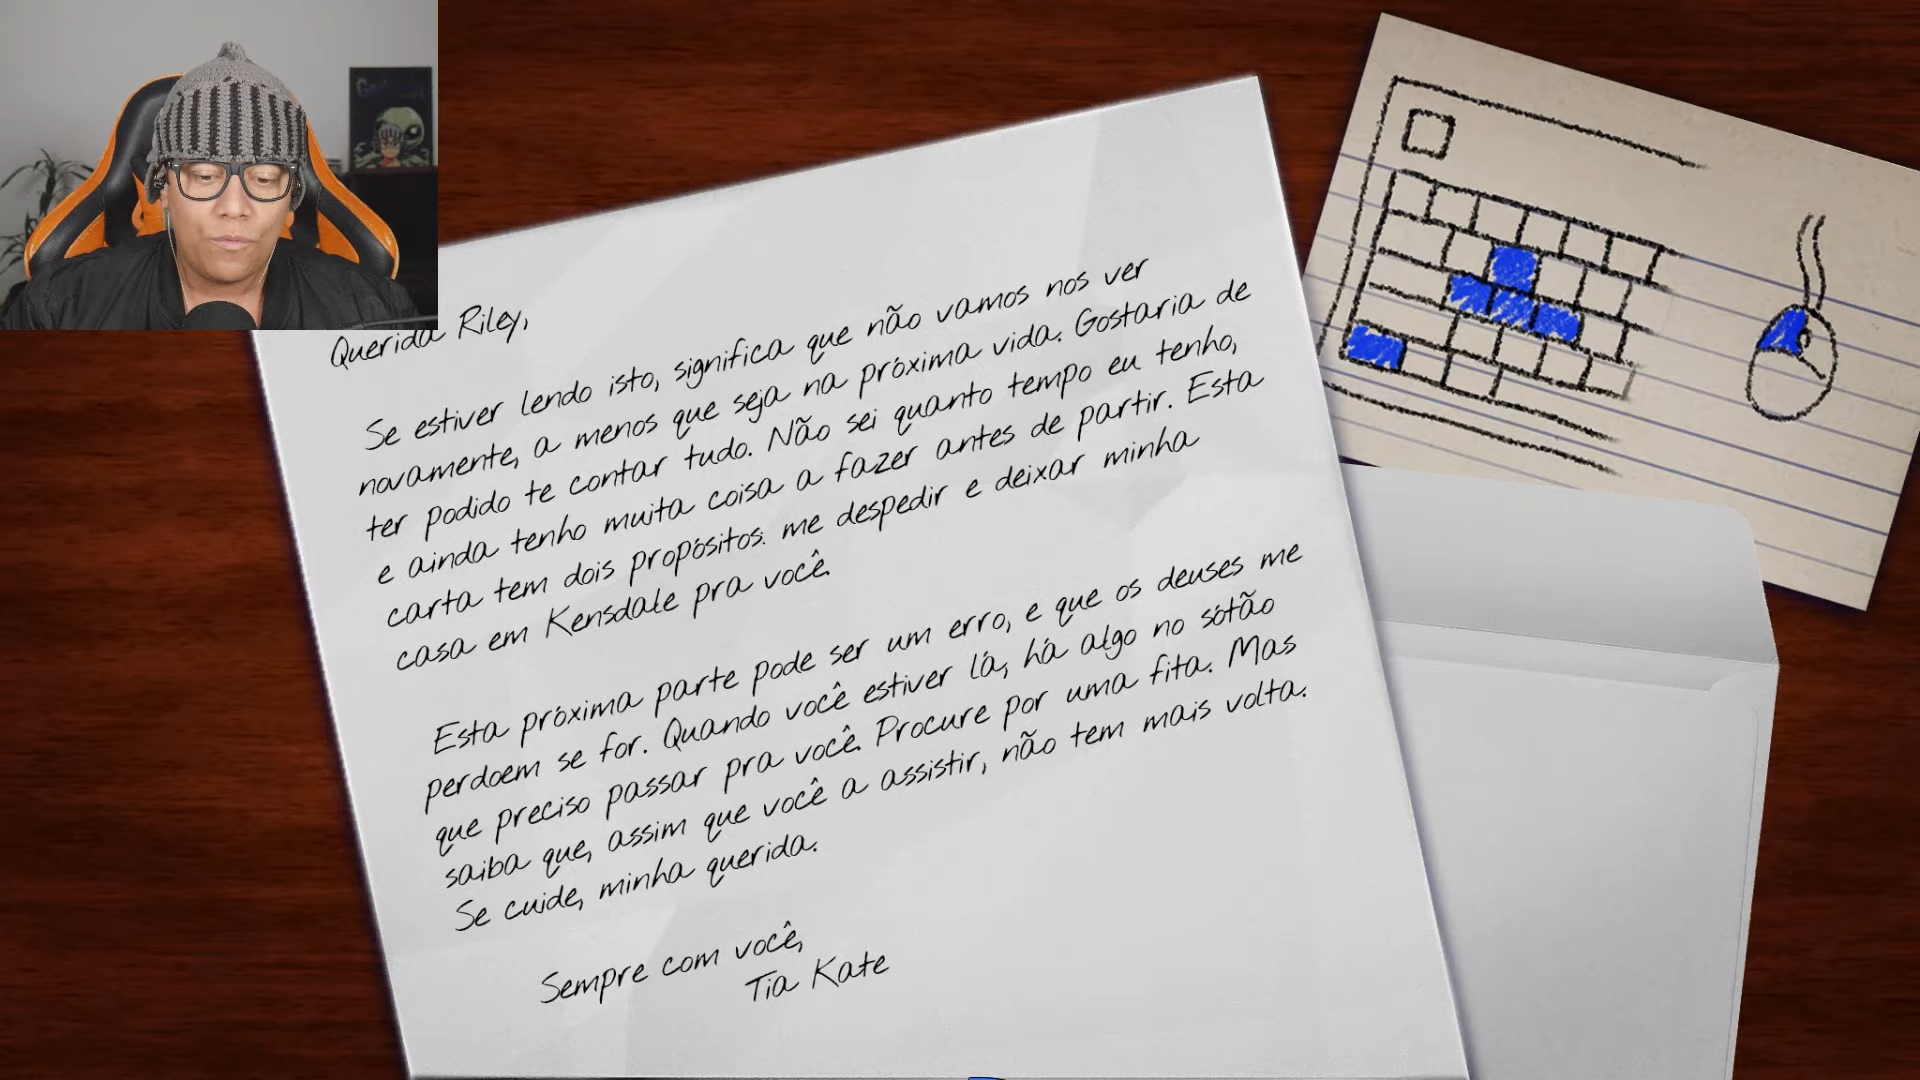 Querida Riley,
Se estiver lendo isto, significa que não vamos nos ver
novamente, a menos que seja na próxima vida. Gostaria de
ter podido te contar tudo. Não sei quanto tempo eu tenho,
e ainda tenho muita coisa a fazer antes de partir. Esta
carta tem dois propósitos: me despedir e deixar minha
casa em Kensdale pra você.
Esta próxima parte pode ser um erro, e que os deuses me
perdoem se for. Quando você estiver lá, há algo no sótão
que preciso passar pra você. Procure por uma fita. Mas
saiba que, assim que você a assistir, não tem mais volta.
Se cuide, minha querida.
Sempre com você,
Tia Kate